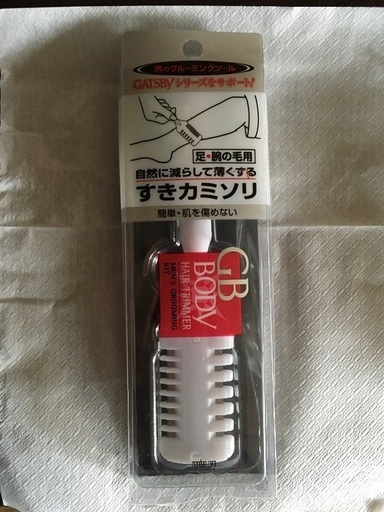 男のグルーミングツール
GATSBYシリーズをサポート!
足・腕の毛用
自然に減らして薄くする
すきカミソリ
簡単・肌を傷めない
GB
BODY
HAIR TRIMMER
MEN'S GROOMING
KIT